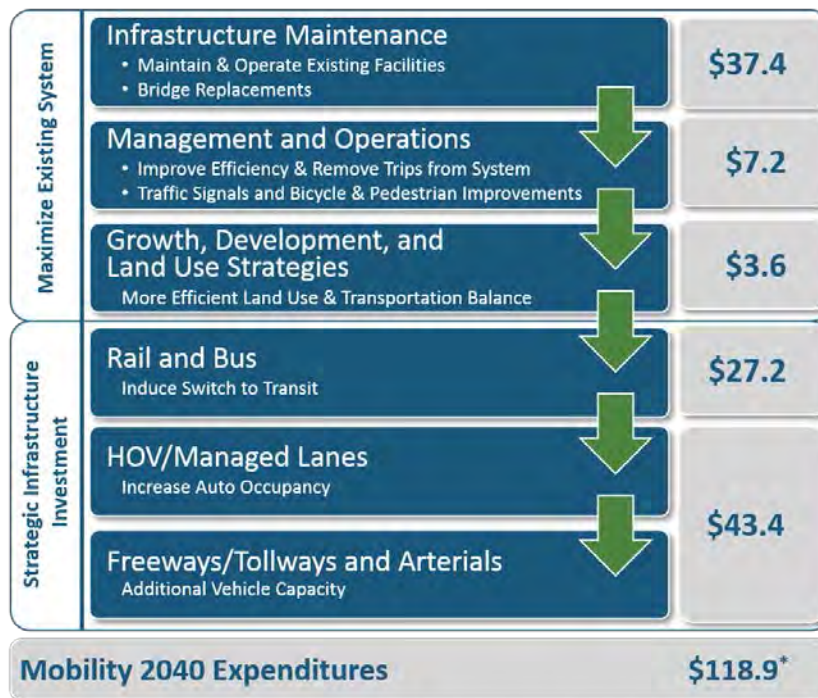 Maximize Existing System
Infrastructure Maintenance
• Maintain & Operate Existing Facilities
• Bridge Replacements
$37.4
Management and Operations
• Improve Efficiency & Remove Trips from System
• Traffic Signals and Bicycle & Pedestrian Improvements
$7.2
Growth, Development, and
Land Use Strategies
More Efficient Land Use & Transportation Balance
$3.6
Strategic Infrastructure
Investment
Rail and Bus
Induce Switch to Transit
$27.2
HOV/Managed Lanes
Increase Auto Occupancy
$43.4
Freeways/Tollways and Arterials
Additional Vehicle Capacity
Mobility 2040 Expenditures $118.9*